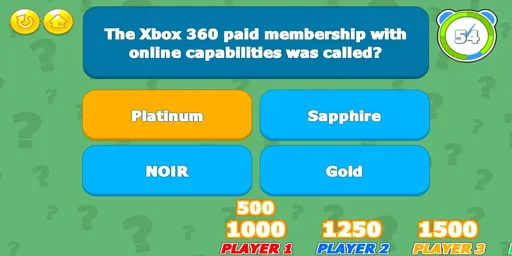 The Xbox 360 paid membership with
online capabilities was called?
54
Platinum
Sapphire
NOIR
Gold
500
1000
1250
1500
PLAYER 1
PLAYER 2
PLAYER 3